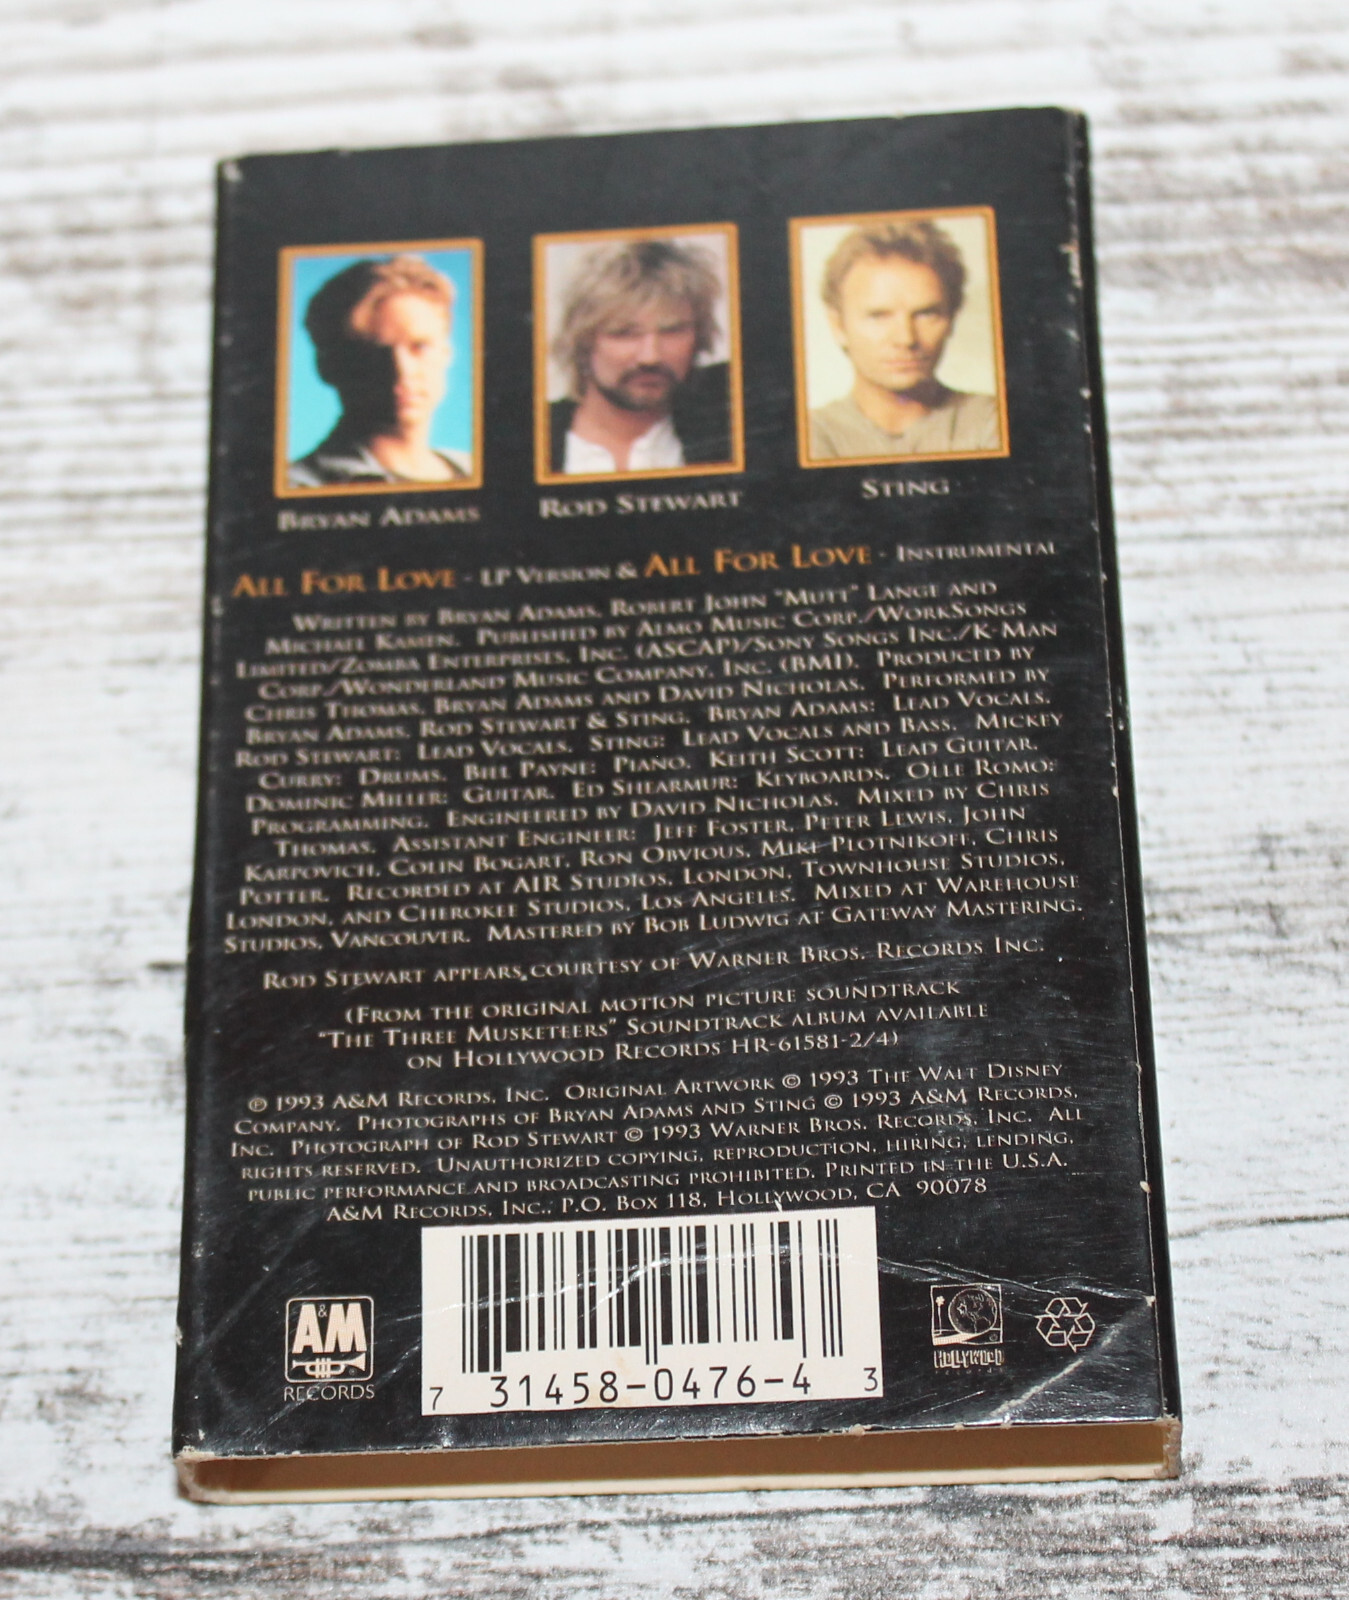 BRYAN ADAMS
ROD STEWART
STING
ALL FOR LOVE - LP VERSION & ALL FOR LOVE - INSTRUMENTAL
WRITTEN BY BRYAN ADAMS, ROBERT JOHN "MUTT" LANGE AND
MICHAEL KAMEN. PUBLISHED BY ALMO MUSIC CORP./WORKSONGS
LIMITED/ZOMBA ENTERPRISES, INC. (ASCAP)/SONY SONGS INC./K-MAN
CORP./WONDERLAND MUSIC COMPANY, INC. (BMI). PRODUCED BY
CHRIS THOMAS, BRYAN ADAMS AND DAVID NICHOLAS. PERFORMED BY
BRYAN ADAMS, ROD STEWART & STING. BRYAN ADAMS: LEAD VOCALS.
ROD STEWART: LEAD VOCALS. STING: LEAD VOCALS AND BASS. MICKEY
CURRY: DRUMS. BILL PAYNE: PIANO. KEITH SCOTT: LEAD GUITAR.
DOMINIC MILLER: GUITAR. ED SHEARMUR: KEYBOARDS. OLLE ROMO:
PROGRAMMING. ENGINEERED BY DAVID NICHOLAS. MIXED BY CHRIS
THOMAS. ASSISTANT ENGINEER: JEFF FOSTER, PETER LEWIS, JOHN
KARPOVICH, COLIN BOGART, RON OBVIOUS, MIKE PLOTNIKOFF, CHRIS
POTTER. RECORDED AT AIR STUDIOS, LONDON, TOWNHOUSE STUDIOS,
LONDON, AND CHEROKEE STUDIOS, LOS ANGELES. MIXED AT WAREHOUSE
STUDIOS, VANCOUVER. MASTERED BY BOB LUDWIG AT GATEWAY MASTERING.
ROD STEWART APPEARS COURTESY OF WARNER BROS. RECORDS INC.
(FROM THE ORIGINAL MOTION PICTURE SOUNDTRACK
"THE THREE MUSKETEERS" SOUNDTRACK ALBUM AVAILABLE
ON HOLLYWOOD RECORDS HR-61581-2/4)
℗ 1993 A&M RECORDS, INC. ORIGINAL ARTWORK © 1993 THE WALT DISNEY
COMPANY. PHOTOGRAPHS OF BRYAN ADAMS AND STING © 1993 A&M RECORDS,
INC. PHOTOGRAPH OF ROD STEWART © 1993 WARNER BROS. RECORDS, INC. ALL
RIGHTS RESERVED. UNAUTHORIZED COPYING, REPRODUCTION, HIRING, LENDING,
PUBLIC PERFORMANCE AND BROADCASTING PROHIBITED. PRINTED IN THE U.S.A.
A&M RECORDS, INC., P.O. BOX 118, HOLLYWOOD, CA 90078
A&M
RECORDS
7 31458-0476-4 3
HOLLYWOOD
records